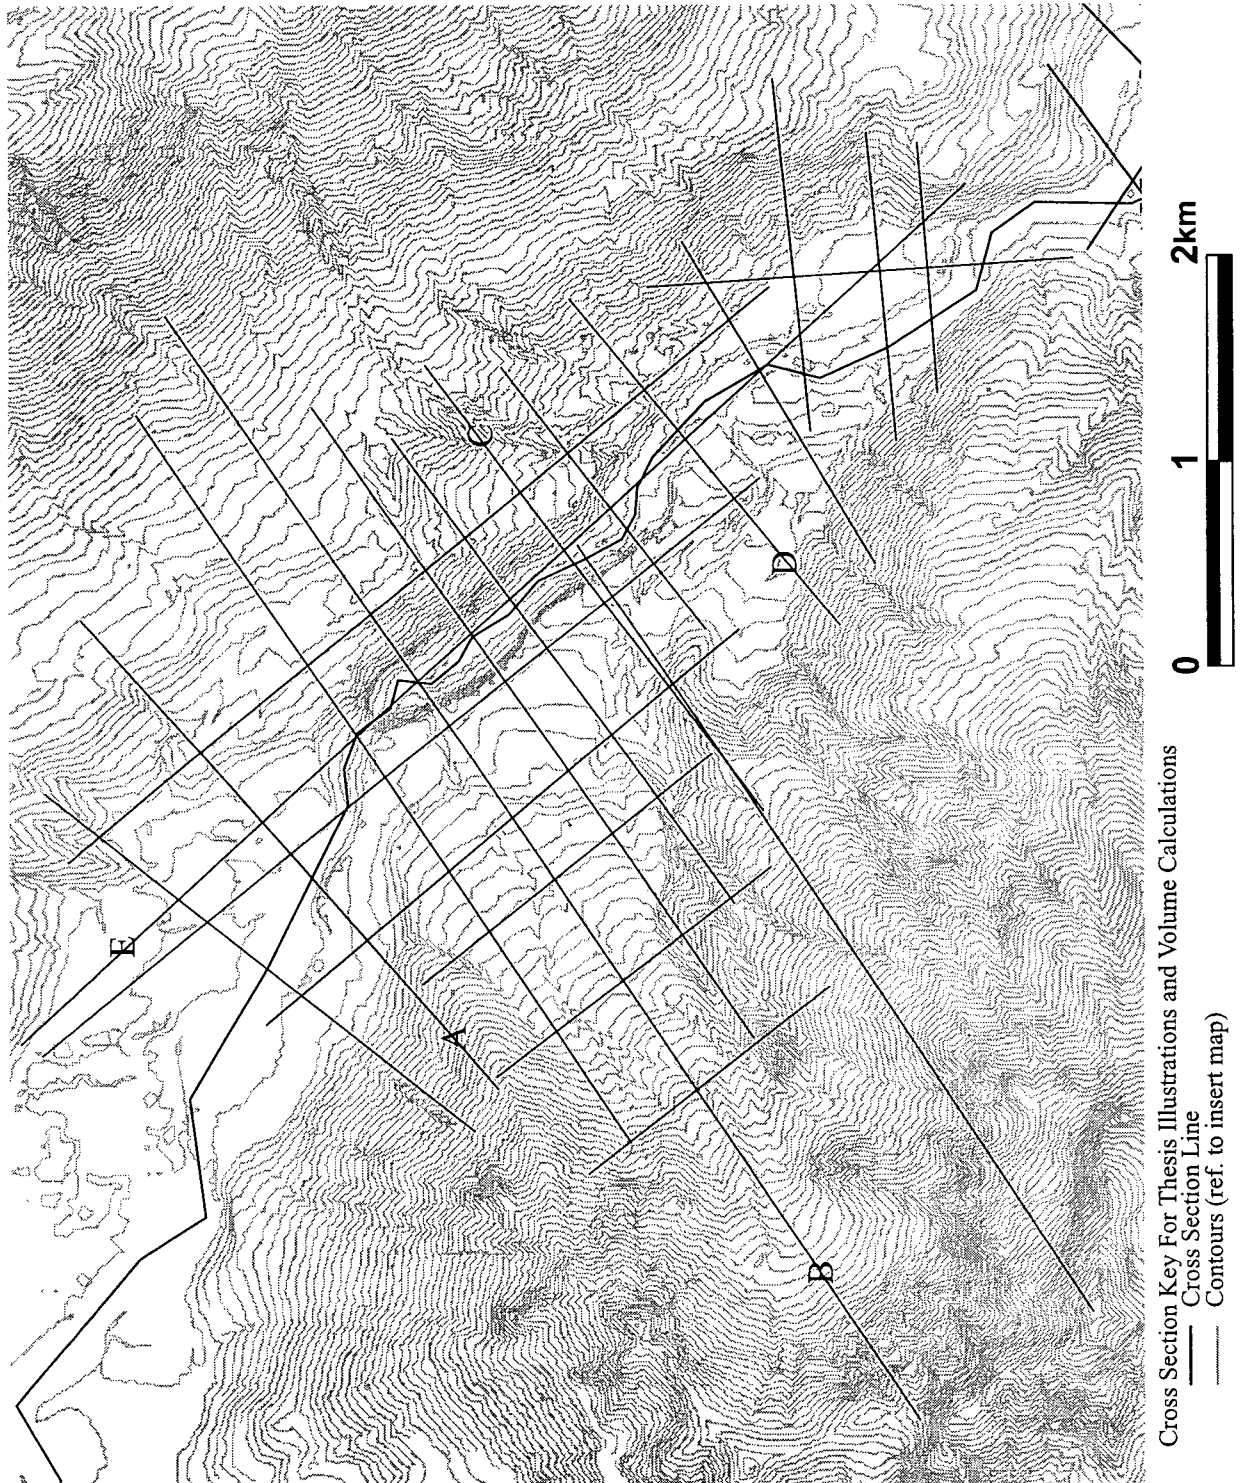 E
A
B
C
D
Cross Section Key For Thesis Illustrations and Volume Calculations
Cross Section Line
Contours (ref. to insert map)
0 1 2km